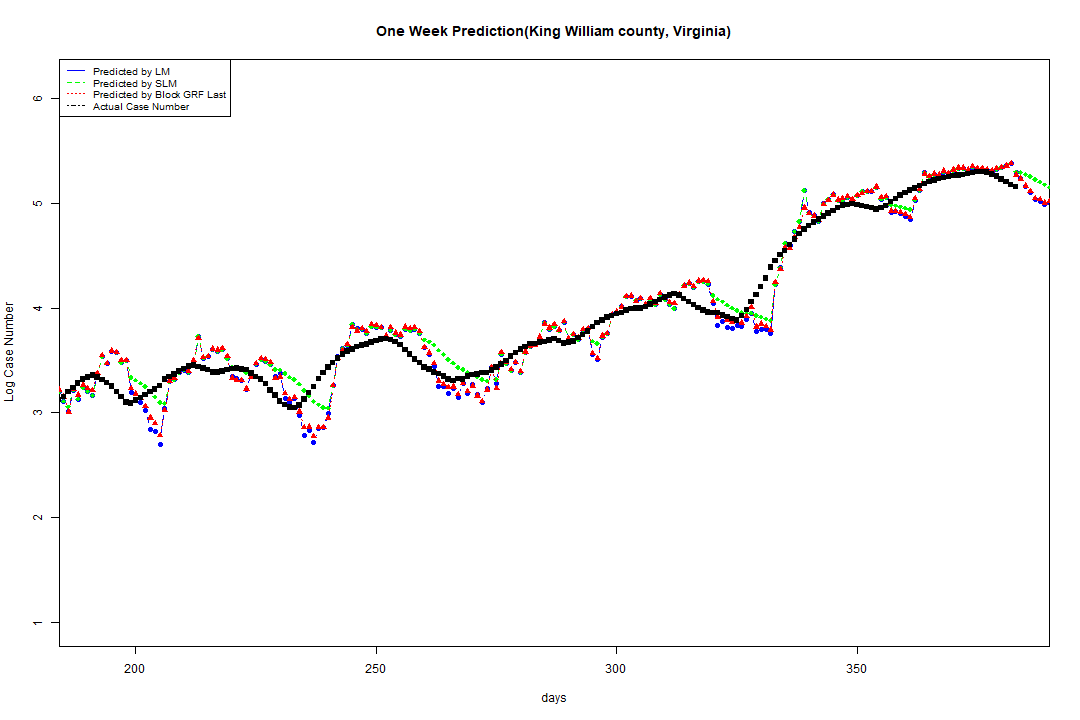 One Week Prediction(King William county, Virginia)
Predicted by LM
Predicted by SLM
Predicted by Block GRF Last
Actual Case Number
6
5
4
3
2
1
Log Case Number
200 250 300 350
days